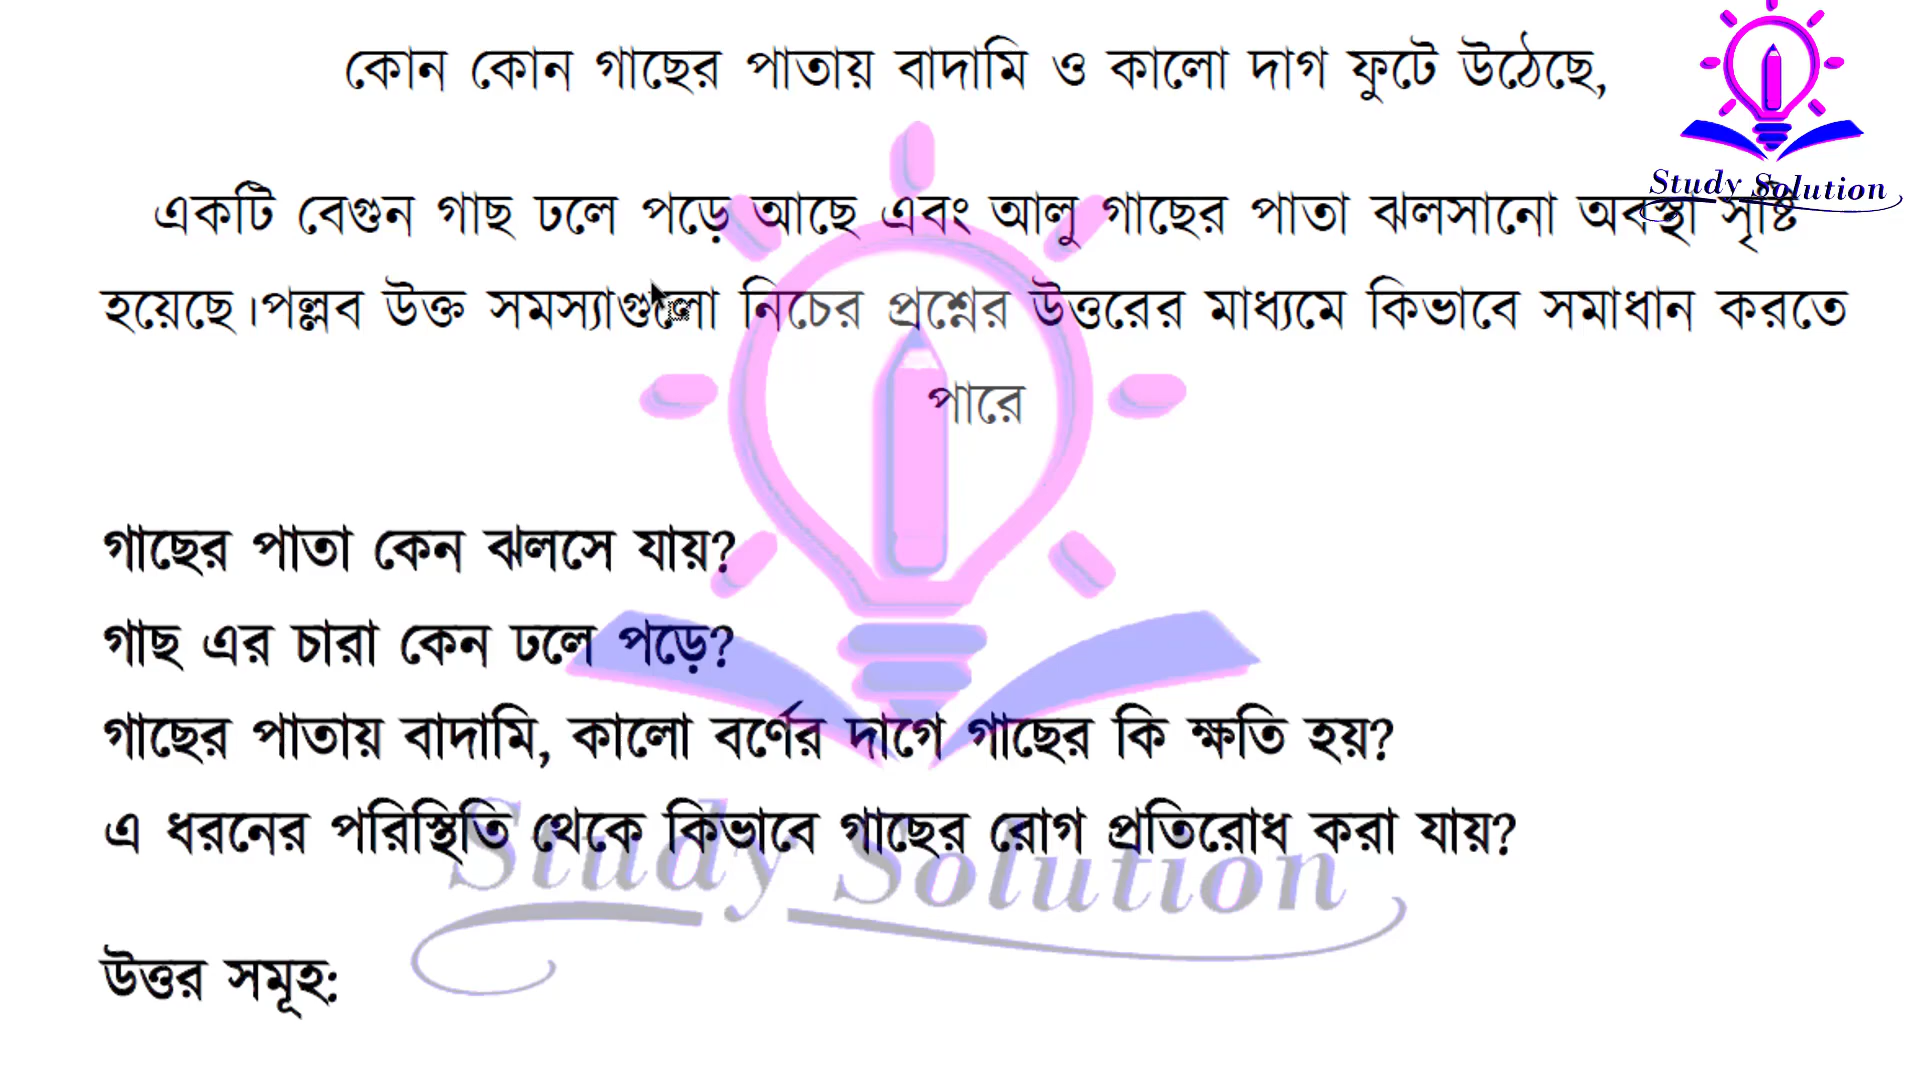 কোন কোন গাছের পাতায় বাদামি ও কালো দাগ ফুটে উঠেছে,
Study Solution
একটি বেগুন গাছ ঢলে পড়ে আছে এবং আলু গাছের পাতা ঝলসানো অবস্থা সৃষ্টি
হয়েছে।পল্লব উক্ত সমস্যাগুলো নিচের প্রশ্নের উত্তরের মাধ্যমে কিভাবে সমাধান করতে
পারে
গাছের পাতা কেন ঝলসে যায়?
গাছ এর চারা কেন ঢলে পড়ে?
গাছের পাতায় বাদামি, কালো বর্ণের দাগে গাছের কি ক্ষতি হয়?
এ ধরনের পরিস্থিতি থেকে কিভাবে গাছের রোগ প্রতিরোধ করা যায়?
Study Solution
উত্তর সমূহ: